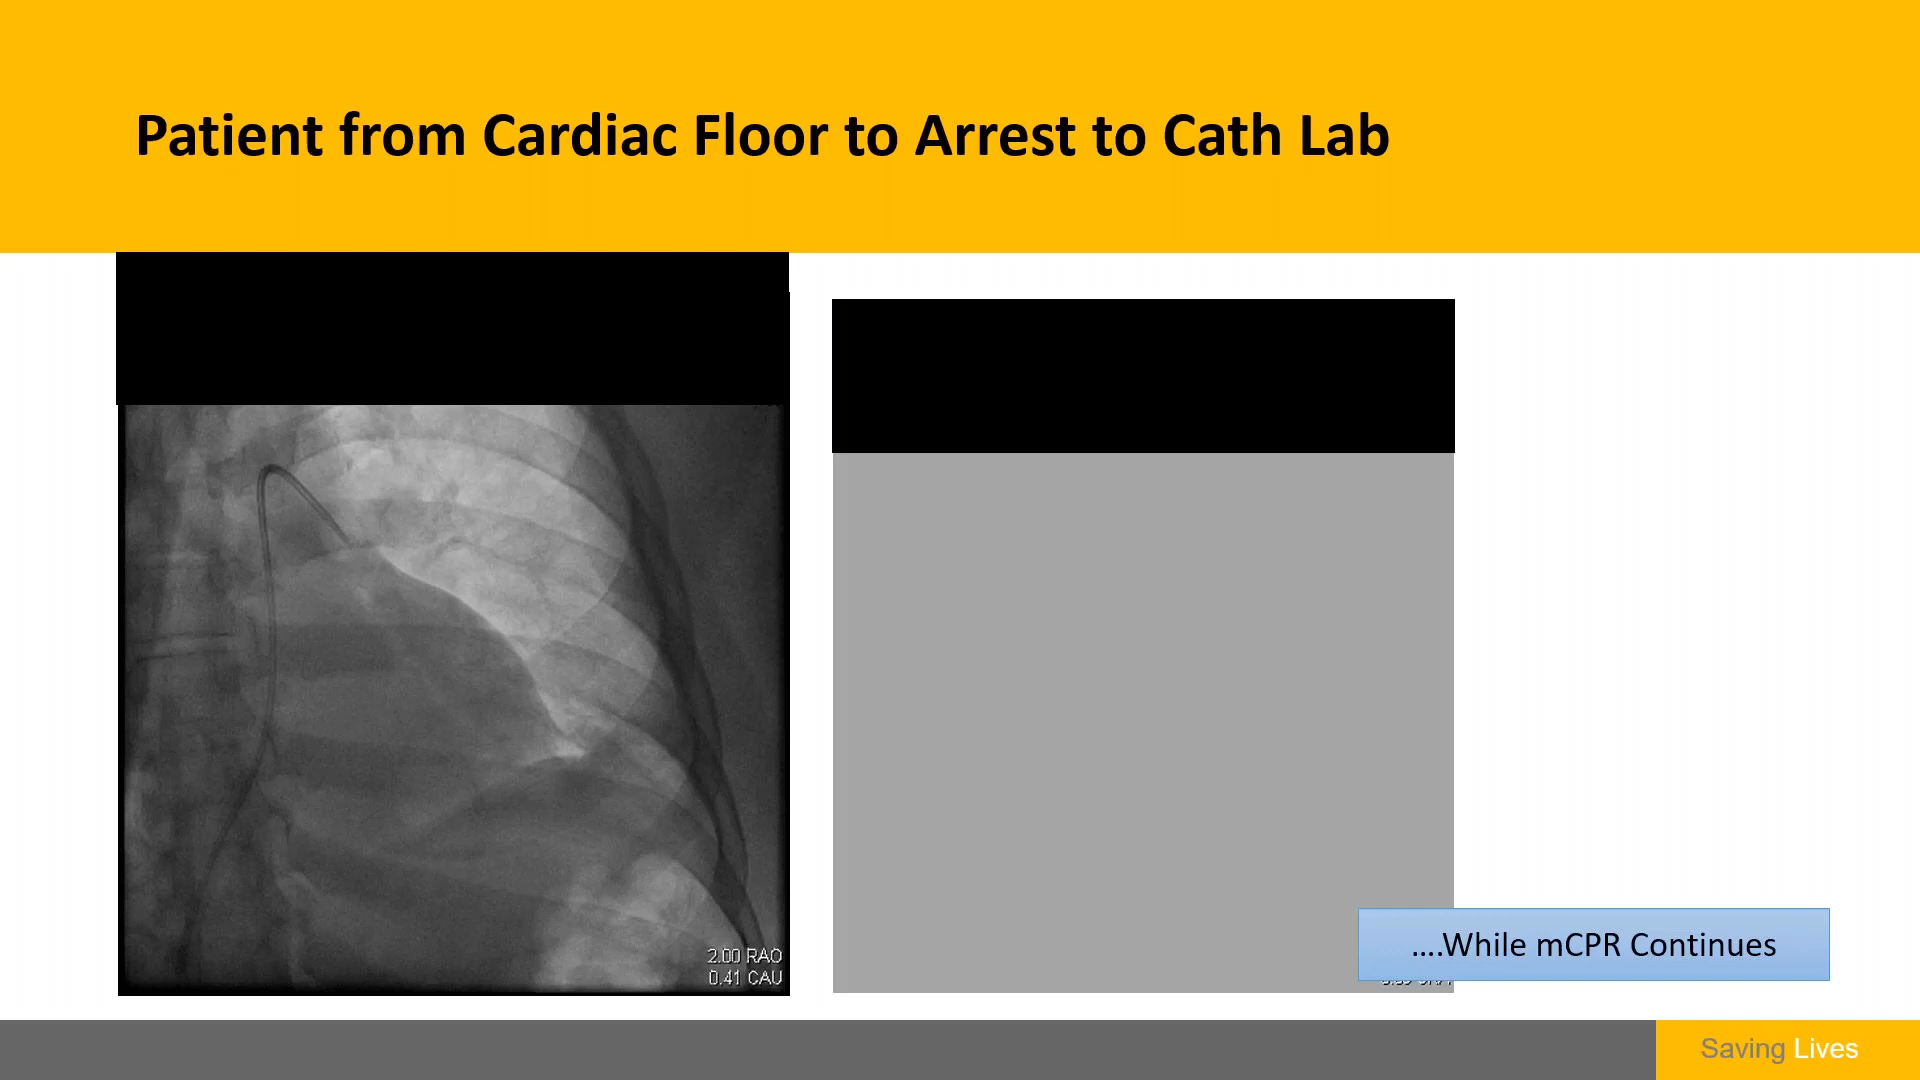 Patient from Cardiac Floor to Arrest to Cath Lab
2.00 RAO
0.41 CAU
....While mCPR Continues
Saving Lives